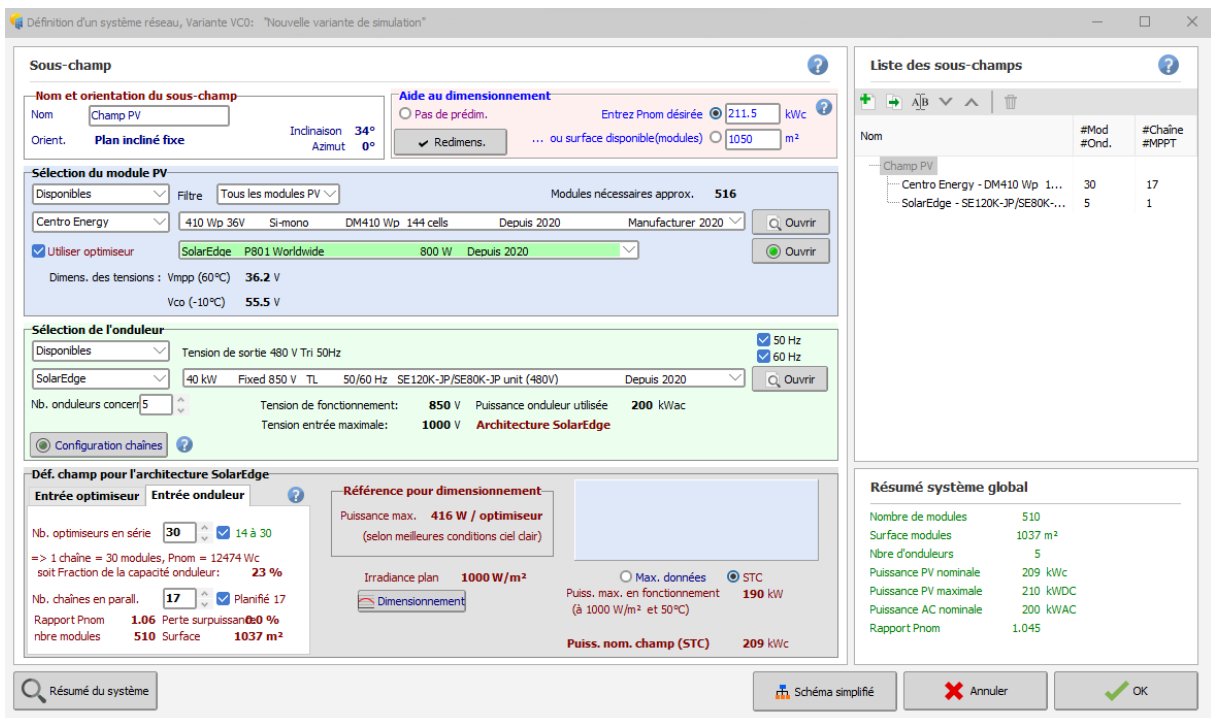 Définition d'un système réseau, Variante VC0: "Nouvelle variante de simulation"
Sous-champ
Nom et orientation du sous-champ
Nom Champ PV
Orient. Plan incliné fixe
Inclinaison 34°
Azimut 0°
Aide au dimensionnement
Pas de prédim. Entrez Pnom désirée 211.5 kWc
Redimens. ... ou surface disponible(modules) 1050 m²
Sélection du module PV
Disponibles Filtre Tous les modules PV Modules nécessaires approx. 516
Centro Energy 410 Wp 36V Si-mono DM410 Wp 144 cells Depuis 2020 Manufacturer 2020 Ouvrir
Utiliser optimiseur SolarEdge P801 Worldwide 800 W Depuis 2020 Ouvrir
Dimens. des tensions : Vmpp (60°C) 36.2 V
Vco (-10°C) 55.5 V
Sélection de l'onduleur
Disponibles Tension de sortie 480 V Tri 50Hz
50 Hz
60 Hz
SolarEdge 40 kW Fixed 850 V TL 50/60 Hz SE120K-JP/SE80K-JP unit (480V) Depuis 2020 Ouvrir
Nb. onduleurs concerr 5 Tension de fonctionnement: 850 V Puissance onduleur utilisée 200 kWac
Tension entrée maximale: 1000 V Architecture SolarEdge
Configuration chaînes
Déf. champ pour l'architecture SolarEdge
Entrée optimiseur Entrée onduleur
Nb. optimiseurs en série 30 14 à 30
=> 1 chaîne = 30 modules, Pnom = 12474 Wc
soit Fraction de la capacité onduleur: 23 %
Nb. chaînes en parall. 17 Planifié 17
Rapport Pnom 1.06 Perte surpuissan 0.0 %
nbre modules 510 Surface 1037 m²
Référence pour dimensionnement
Puissance max. 416 W / optimiseur
(selon meilleures conditions ciel clair)
Irradiance plan 1000 W/m²
Dimensionnement
Max. données STC
Puiss. max. en fonctionnement 190 kW
(à 1000 W/m² et 50°C)
Puiss. nom. champ (STC) 209 kWc
Liste des sous-champs
Nom
#Mod #Chaîne
#Ond. #MPPT
Champ PV
Centro Energy - DM410 Wp 1... 30 17
SolarEdge - SE120K-JP/SE80K-... 5 1
Résumé système global
Nombre de modules 510
Surface modules 1037 m²
Nbre d'onduleurs 5
Puissance PV nominale 209 kWc
Puissance PV maximale 210 kWDC
Puissance AC nominale 200 kWAC
Rapport Pnom 1.045
Résumé du système
Schéma simplifié
Annuler
OK